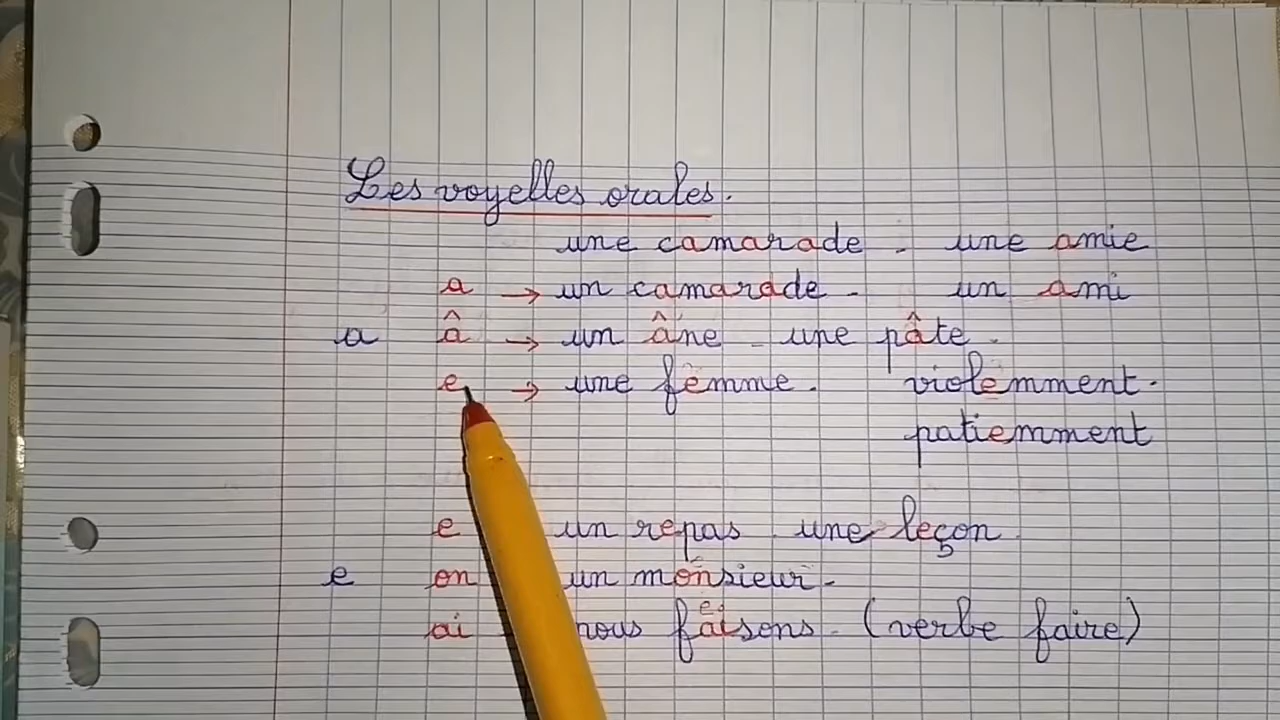 Les voyelles orales.
une camarade - une amie
a → un camarade - un ami
a â → un âne - une pâte.
e → une femme. violemment.
patiemment
e un repas une leçon
e on un monsieur.
e
ai nous faisons. (verbe faire)